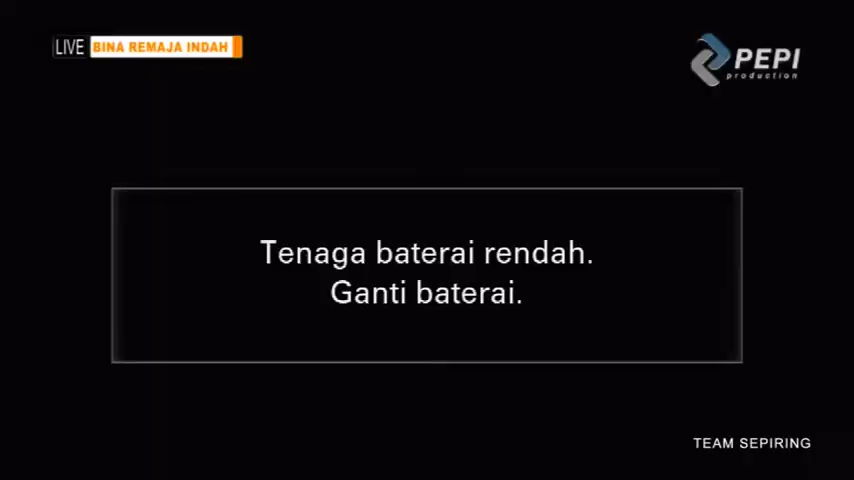 LIVE BINA REMAJA INDAH
PEPI
production
Tenaga baterai rendah.
Ganti baterai.
TEAM SEPIRING